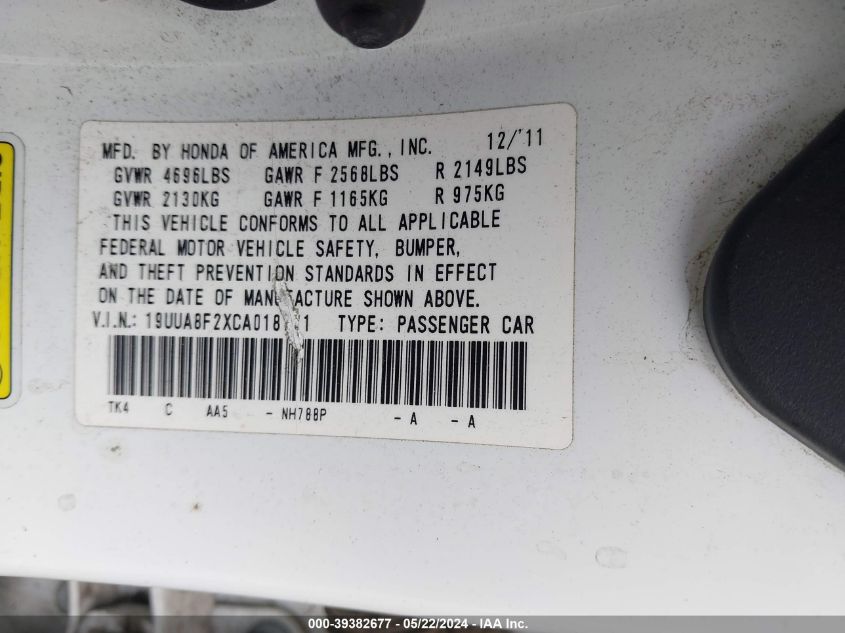 MFD. BY HONDA OF AMERICA MFG., INC. 12/'11
GVWR 4696LBS GAWR F 2568LBS R 2149LBS
GVWR 2130KG GAWR F 1165KG R 975KG
THIS VEHICLE CONFORMS TO ALL APPLICABLE
FEDERAL MOTOR VEHICLE SAFETY, BUMPER,
AND THEFT PREVENTION STANDARDS IN EFFECT
ON THE DATE OF MANUFACTURE SHOWN ABOVE.
V.I.N.: TYPE: PASSENGER CAR
TK4 C AA5 - NH788P - A - A
000-39382677 - 05/22/2024 - IAA Inc.